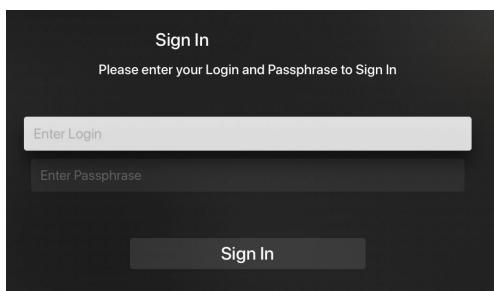 Sign In
Please enter your Login and Passphrase to Sign In
Enter Login
Enter Passphrase
Sign In